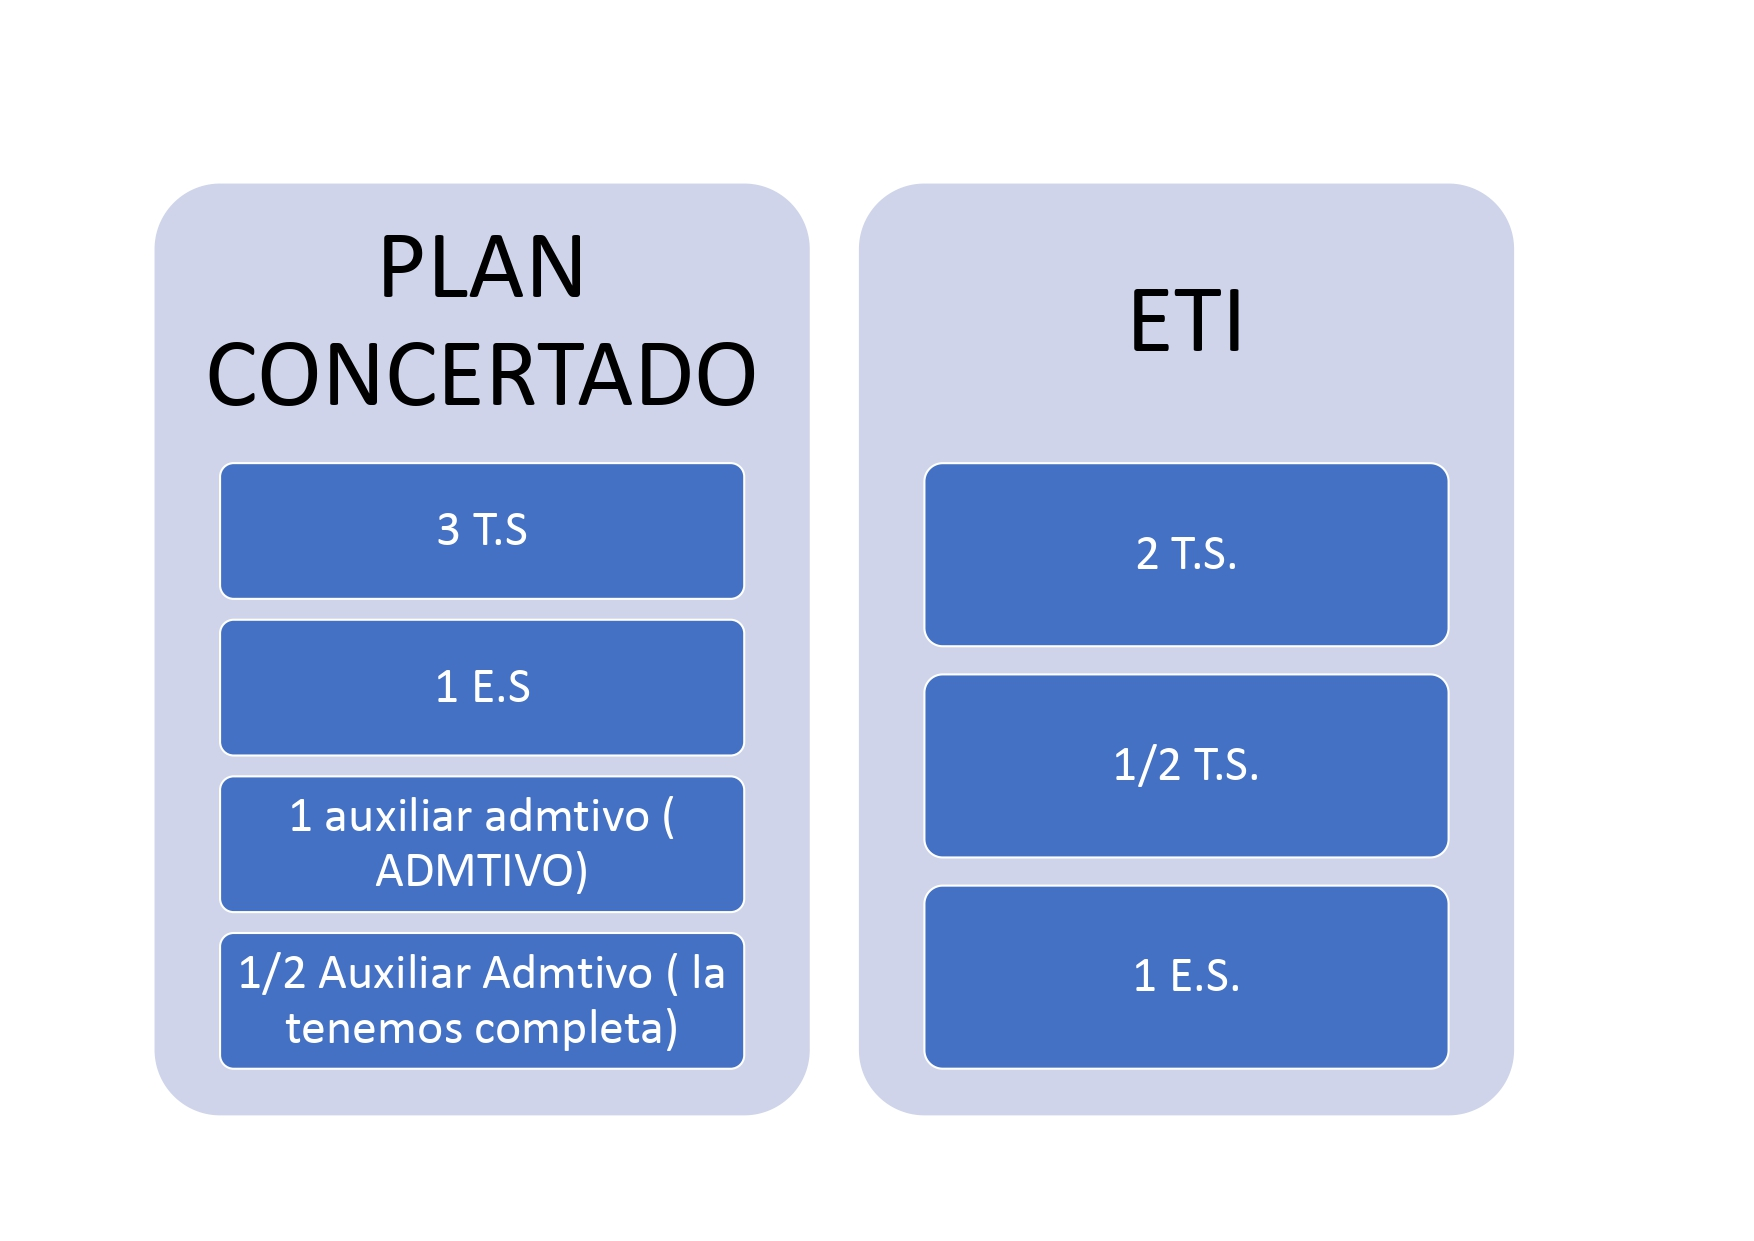 PLAN
CONCERTADO
3 T.S
1 E.S
1 auxiliar admtivo (
ADMTIVO)
1/2 Auxiliar Admtivo ( la
tenemos completa)
ETI
2 T.S.
1/2 T.S.
1 E.S.